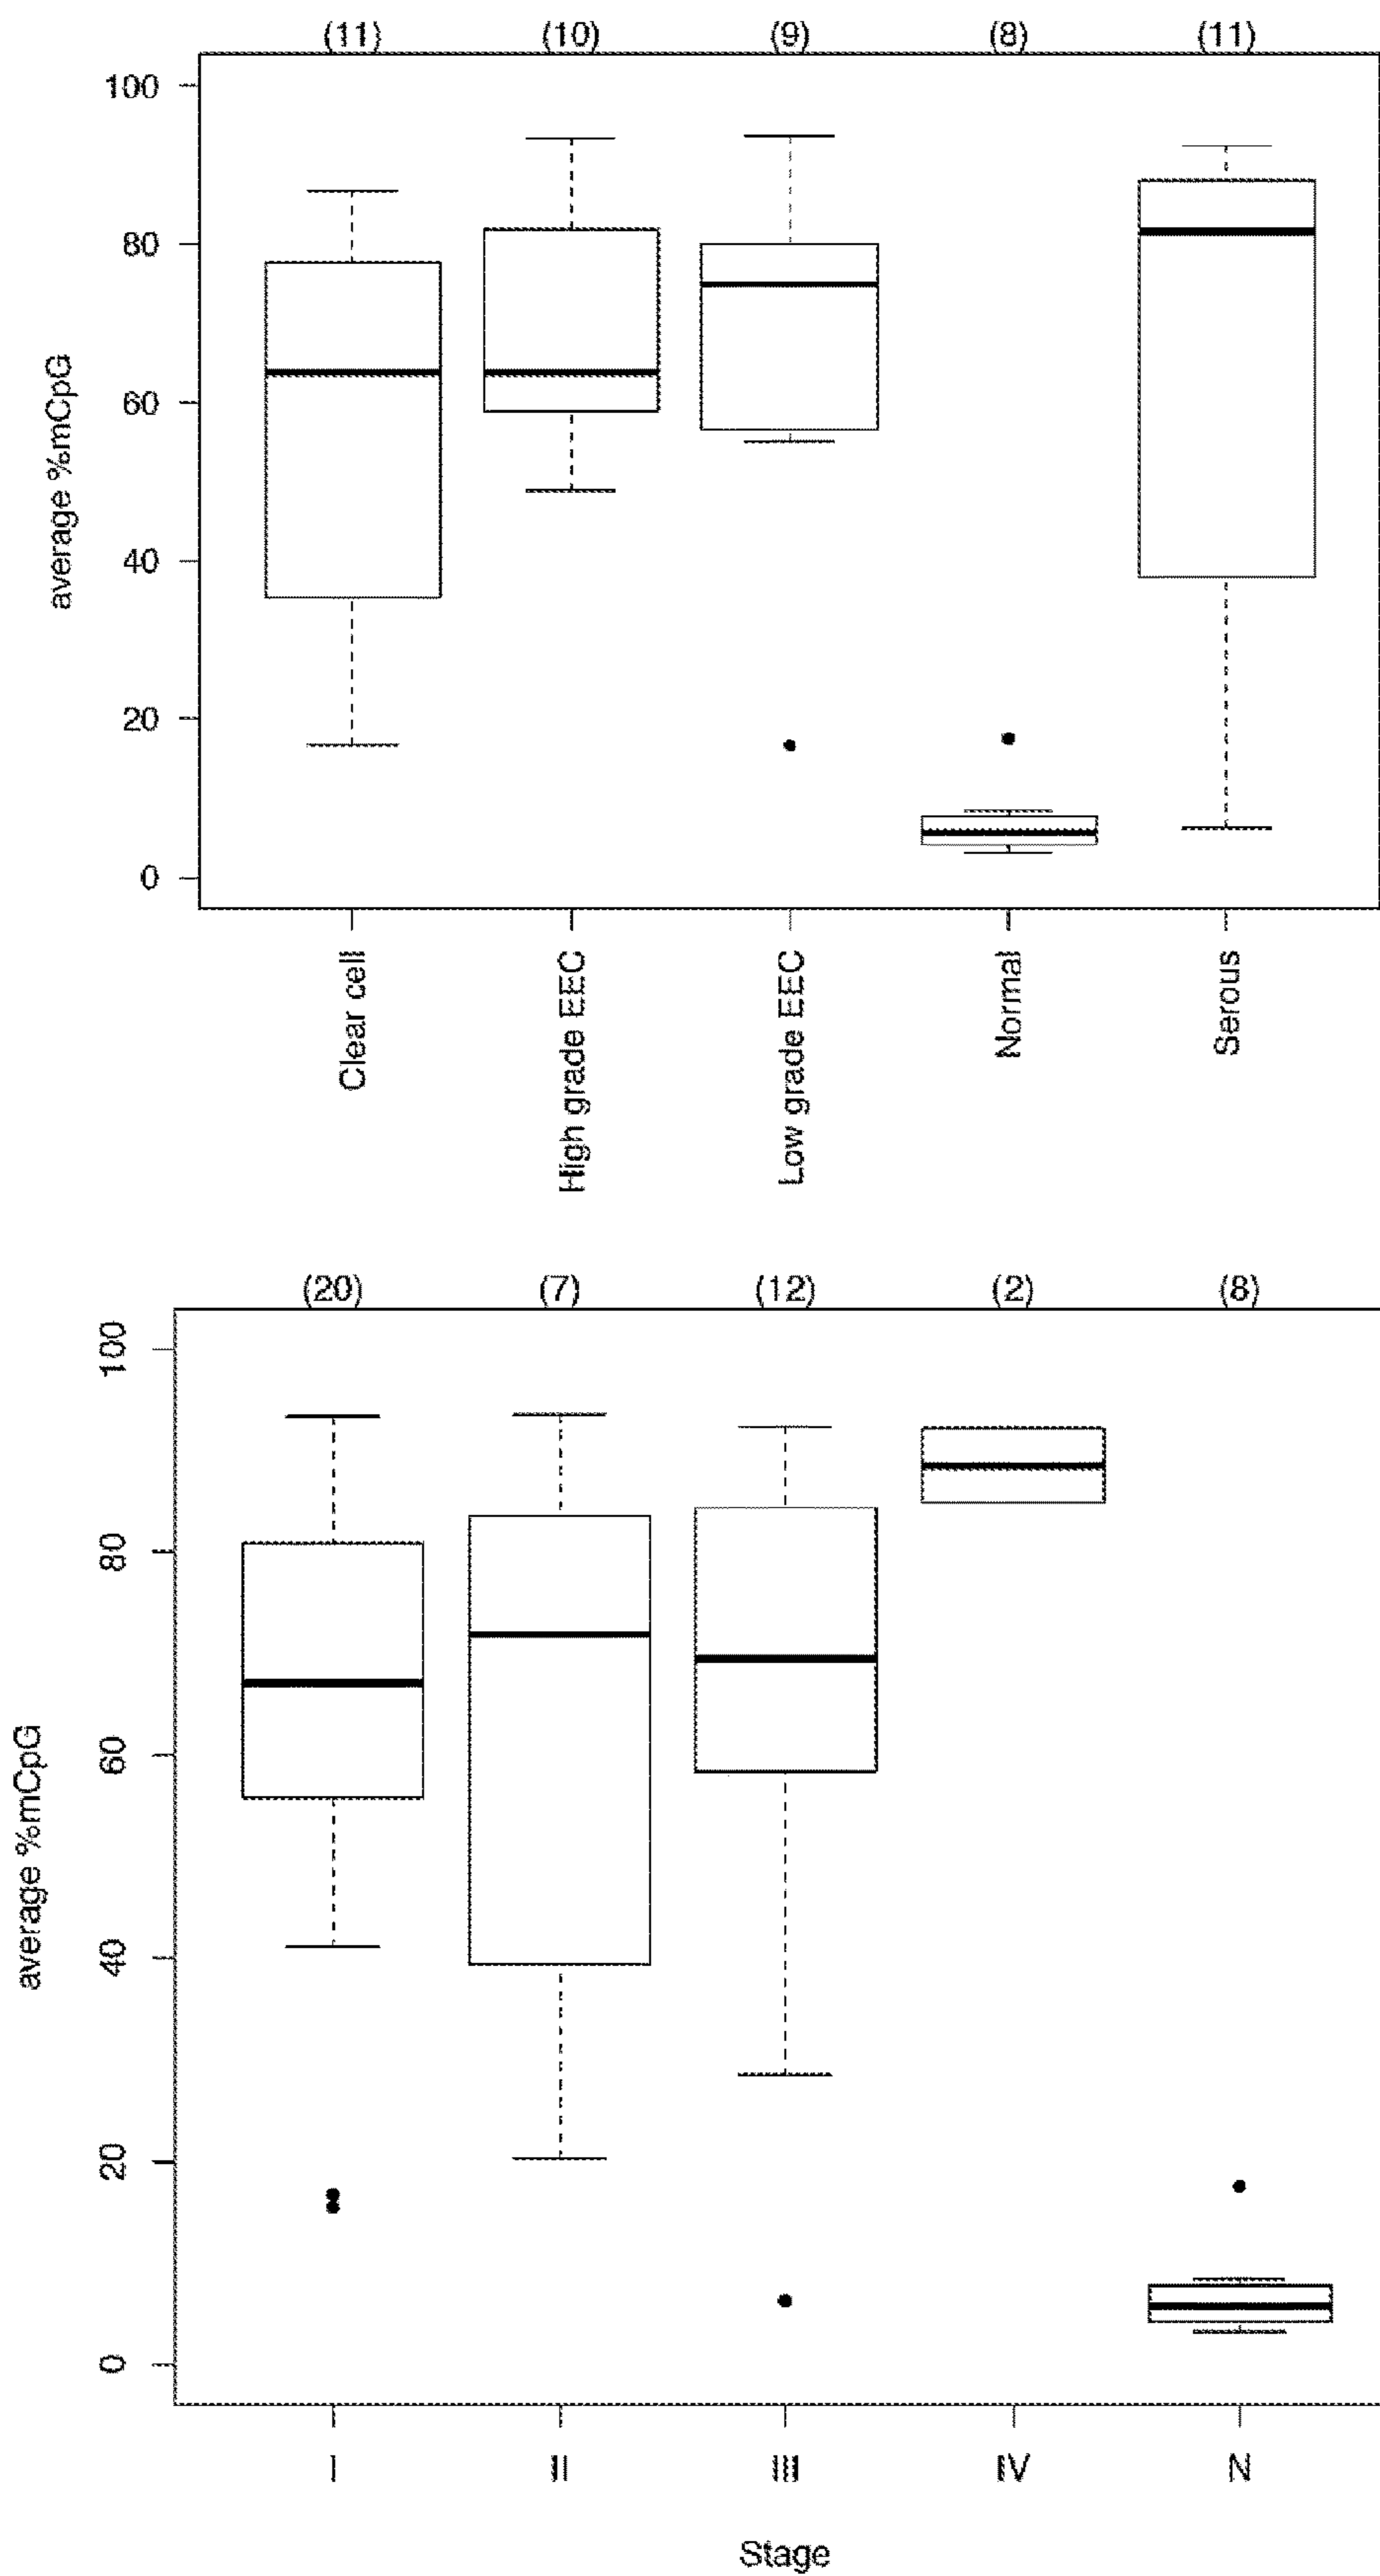 (11) (10) (9) (8) (11)
100
80
60
40
20
0
average %mCpG
Clear cell
High grade EEC
Low grade EEC
Normal
Serous
(20) (7) (12) (2) (8)
100
80
60
40
20
0
average %mCpG
I II III IV N
Stage